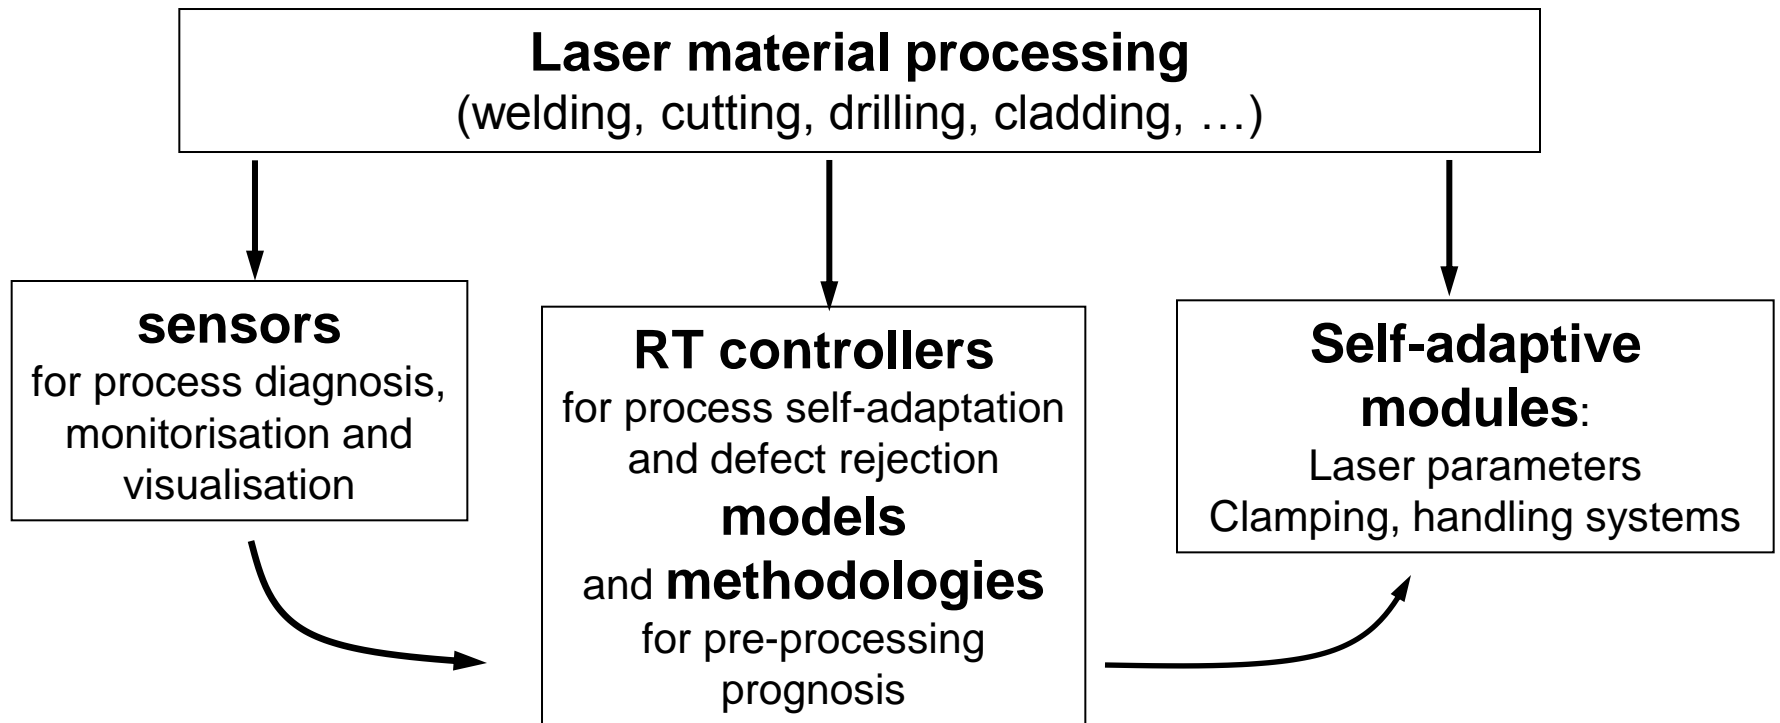 Laser material processing
(welding, cutting, drilling, cladding, …)
sensors
for process diagnosis,
monitorisation and
visualisation
RT controllers
for process self-adaptation
and defect rejection
models
and methodologies
for pre-processing
prognosis
Self-adaptive
modules:
Laser parameters
Clamping, handling systems